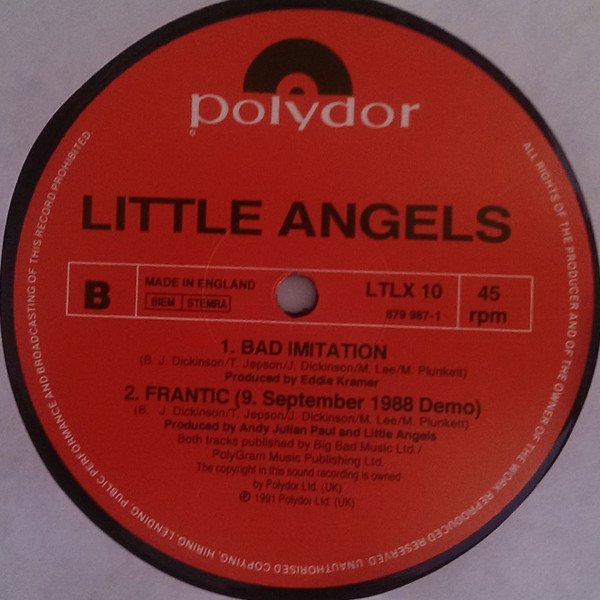 polydor
LITTLE ANGELS
B
MADE IN ENGLAND
BIEM STEMRA
LTLX 10
879 987-1
45
rpm
1. BAD IMITATION
(B. J. Dickinson/T. Jepson/J. Dickinson/M. Lee/M. Plunkett)
Produced by Eddie Kramer
2. FRANTIC (9. September 1988 Demo)
(B. J. Dickinson/T. Jepson/J. Dickinson/M. Lee/M. Plunkett)
Produced by Andy Julian Paul and Little Angels
Both tracks published by Big Bad Music Ltd./
PolyGram Music Publishing Ltd.
The copyright in this sound recording is owned
by Polydor Ltd. (UK)
℗ 1991 Polydor Ltd. (UK)
ALL RIGHTS OF THE PRODUCER AND OF THE OWNER OF THE WORK REPRODUCED RESERVED. UNAUTHORISED COPYING, HIRING, LENDING, PUBLIC PERFORMANCE AND BROADCASTING OF THIS RECORD PROHIBITED